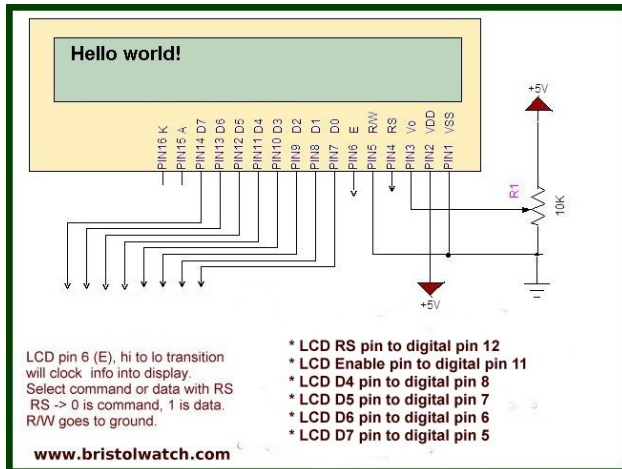 Hello world!
PIN16 K
PIN15 A
PIN14 D7
PIN13 D6
PIN12 D5
PIN11 D4
PIN10 D3
PIN9 D2
PIN8 D1
PIN7 D0
PIN6 E
PIN5 R/W
PIN4 RS
PIN3 Vo
PIN2 VDD
PIN1 VSS
+5V
R1
10K
+5V
LCD pin 6 (E), hi to lo transition
will clock info into display.
Select command or data with RS
RS -> 0 is command, 1 is data.
R/W goes to ground.
* LCD RS pin to digital pin 12
* LCD Enable pin to digital pin 11
* LCD D4 pin to digital pin 8
* LCD D5 pin to digital pin 7
* LCD D6 pin to digital pin 6
* LCD D7 pin to digital pin 5
www.bristolwatch.com